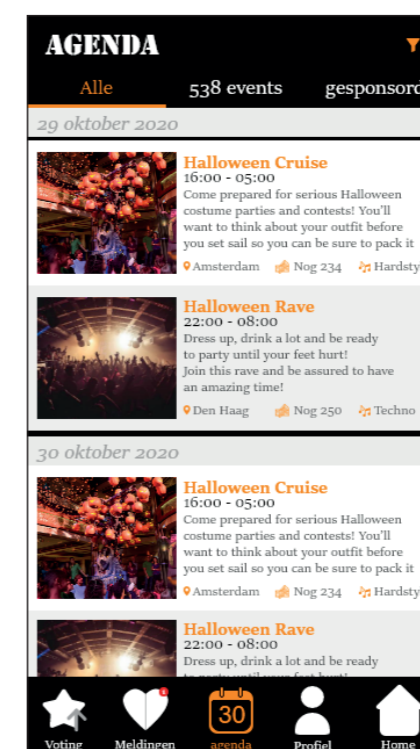 AGENDA
Alle 538 events gesponsord
29 oktober 2020
Halloween Cruise
16:00 - 05:00
Come prepared for serious Halloween
costume parties and contests! You'll
want to think about your outfit before
you set sail so you can be sure to pack it
Amsterdam Nog 234 Hardsty
Halloween Rave
22:00 - 08:00
Dress up, drink a lot and be ready
to party until your feet hurt!
Join this rave and be assured to have
an amazing time!
Den Haag Nog 250 Techno
30 oktober 2020
Halloween Cruise
16:00 - 05:00
Come prepared for serious Halloween
costume parties and contests! You'll
want to think about your outfit before
you set sail so you can be sure to pack it
Amsterdam Nog 234 Hardsty
Halloween Rave
22:00 - 08:00
Dress up, drink a lot and be ready
to party until your feet hurt!
30
Voting Meldingen agenda Profiel Home